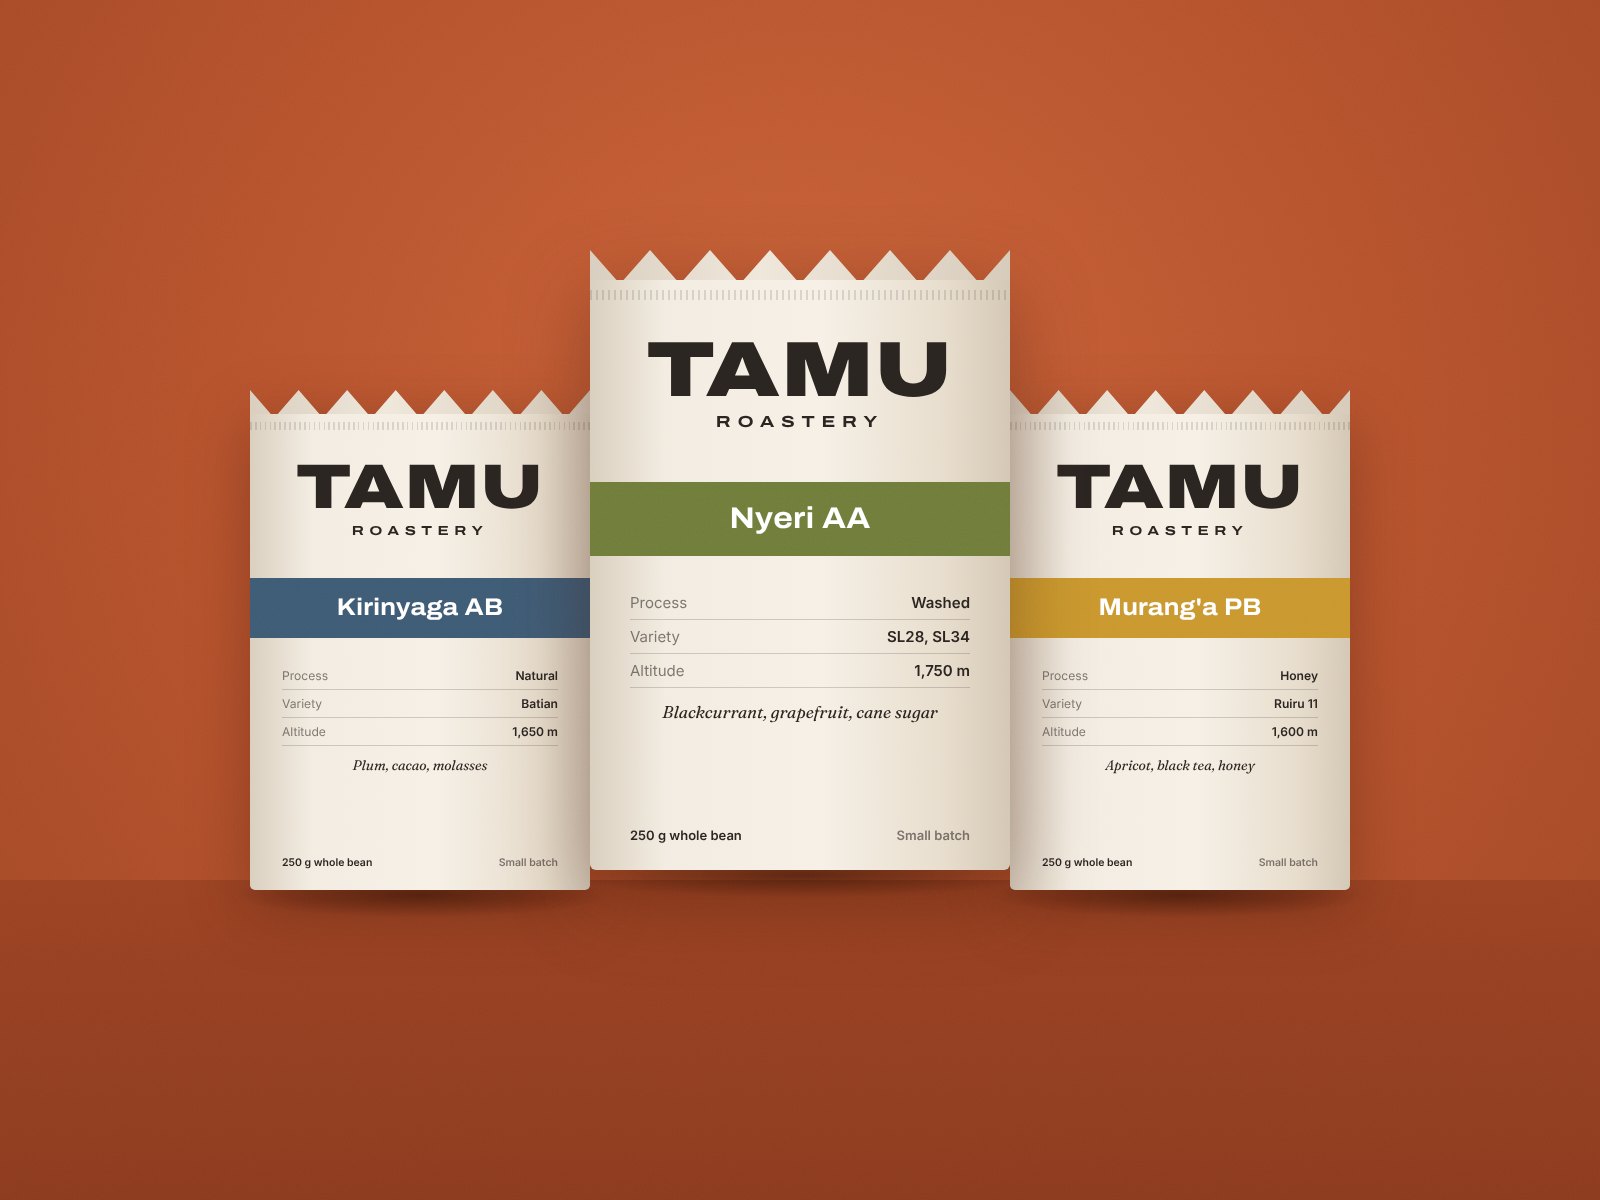 TAMU
ROASTERY
Kirinyaga AB
Process Natural
Variety Batian
Altitude 1,650 m
Plum, cacao, molasses
250 g whole bean Small batch
TAMU
ROASTERY
Nyeri AA
Process Washed
Variety SL28, SL34
Altitude 1,750 m
Blackcurrant, grapefruit, cane sugar
250 g whole bean Small batch
TAMU
ROASTERY
Murang'a PB
Process Honey
Variety Ruiru 11
Altitude 1,600 m
Apricot, black tea, honey
250 g whole bean Small batch